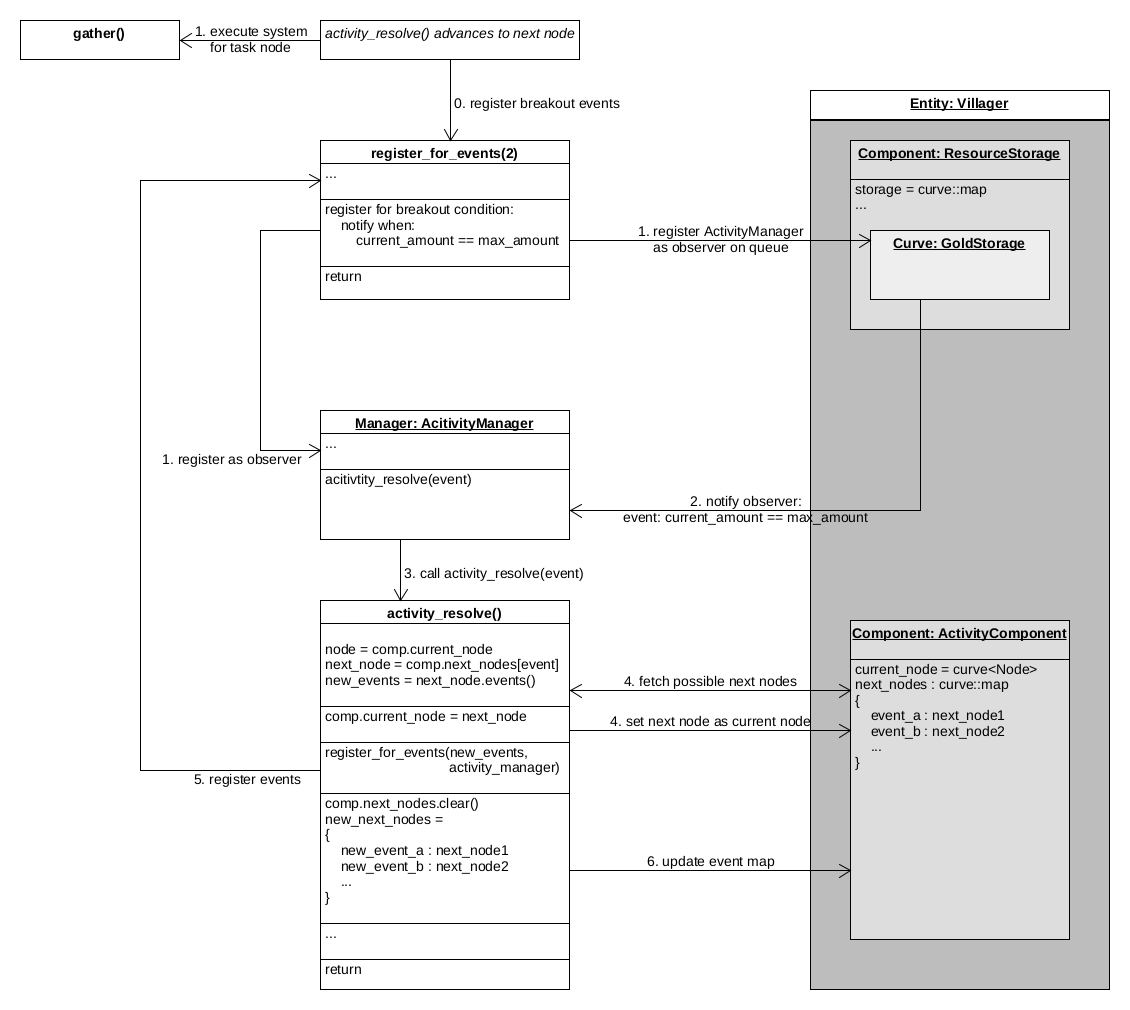 gather()
1. execute system
for task node
activity_resolve() advances to next node
0. register breakout events
Entity: Villager
register_for_events(2)
...
register for breakout condition:
notify when:
current_amount == max_amount
return
1. register ActivityManager
as observer on queue
Component: ResourceStorage
storage = curve::map
...
Curve: GoldStorage
1. register as observer
Manager: AcitivityManager
...
acitivtity_resolve(event)
2. notify observer:
event: current_amount == max_amount
3. call activity_resolve(event)
activity_resolve()
node = comp.current_node
next_node = comp.next_nodes[event]
new_events = next_node.events()
comp.current_node = next_node
register_for_events(new_events,
activity_manager)
comp.next_nodes.clear()
new_next_nodes =
{
new_event_a : next_node1
new_event_b : next_node2
...
}
...
return
5. register events
4. fetch possible next nodes
4. set next node as current node
6. update event map
Component: ActivityComponent
current_node = curve<Node>
next_nodes : curve::map
{
event_a : next_node1
event_b : next_node2
...
}